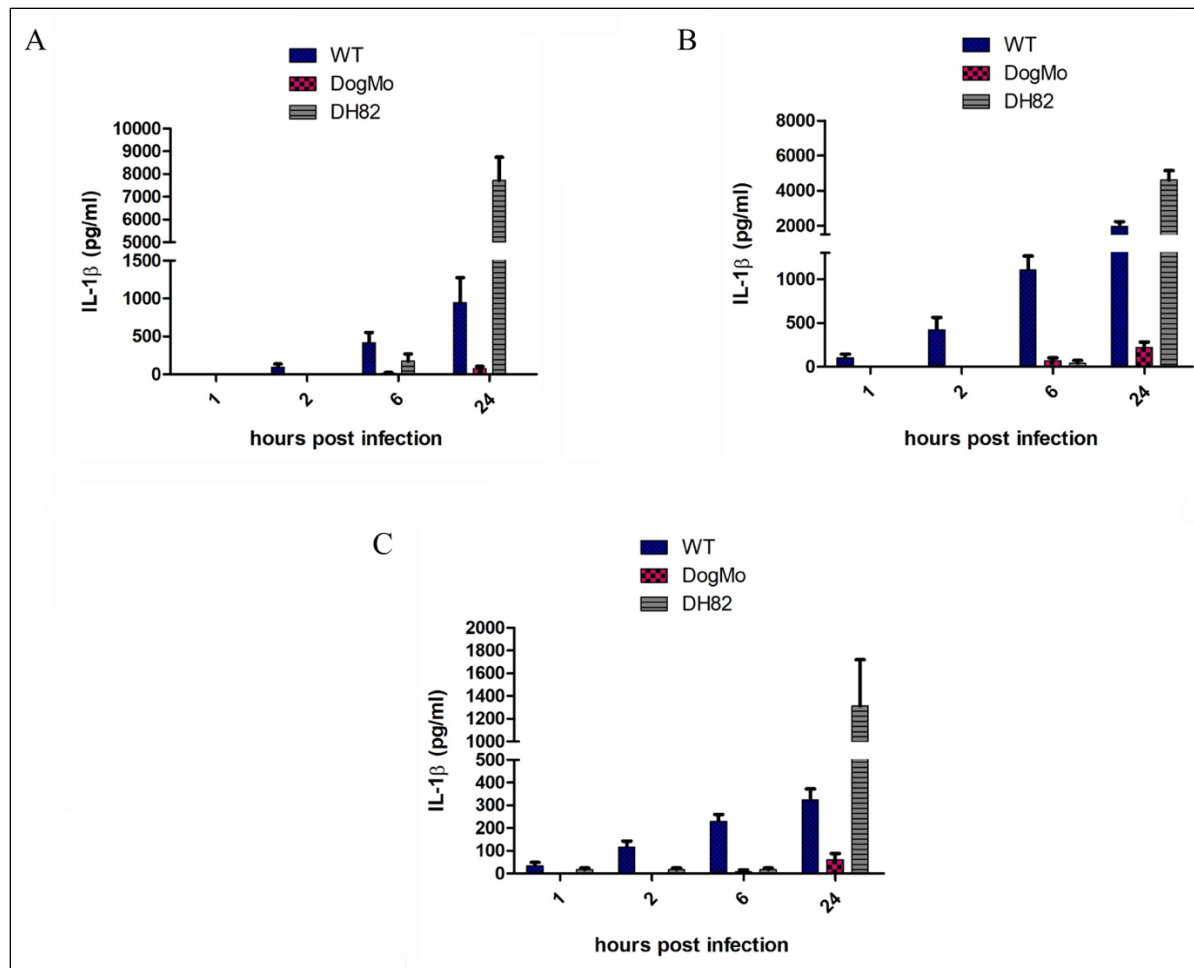 A
WT
DogMo
DH82
IL-1β (pg/ml)
10000
9000
8000
7000
6000
5000
1500
1000
500
0
1
2
6
24
hours post infection
B
WT
DogMo
DH82
IL-1β (pg/ml)
8000
6000
4000
2000
1000
500
0
1
2
6
24
hours post infection
C
WT
DogMo
DH82
IL-1β (pg/ml)
2000
1800
1600
1400
1200
1000
500
400
300
200
100
0
1
2
6
24
hours post infection